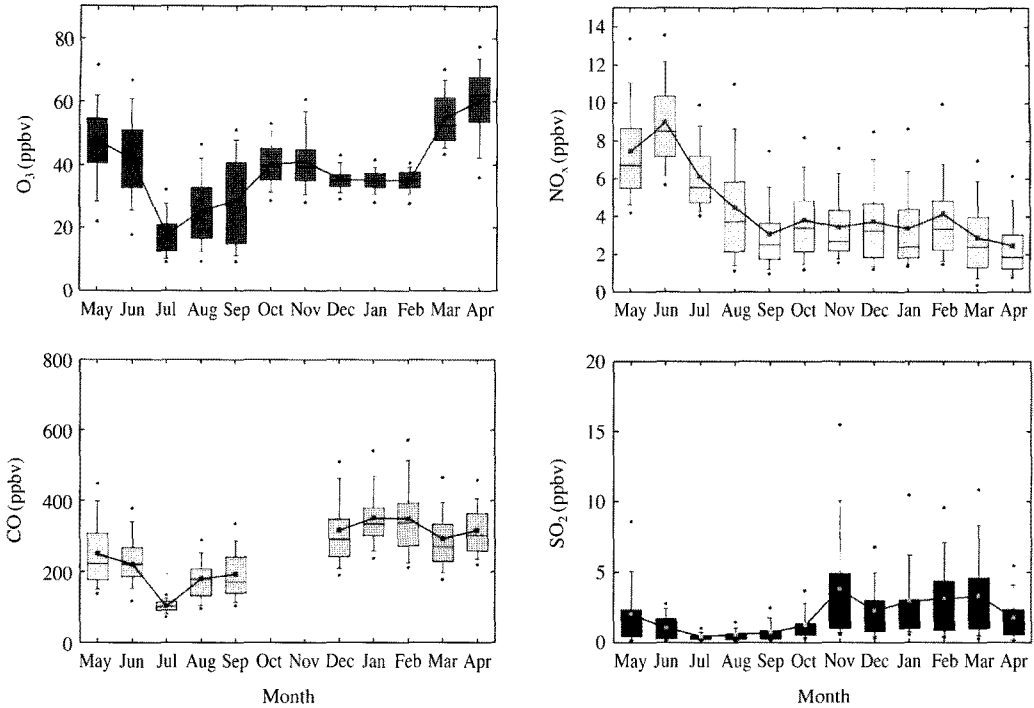 O₃ (ppbv)
80
60
40
20
0
May Jun Jul Aug Sep Oct Nov Dec Jan Feb Mar Apr
NOₓ (ppbv)
14
12
10
8
6
4
2
0
May Jun Jul Aug Sep Oct Nov Dec Jan Feb Mar Apr
CO (ppbv)
800
600
400
200
0
May Jun Jul Aug Sep Oct Nov Dec Jan Feb Mar Apr
Month
SO₂ (ppbv)
20
15
10
5
0
May Jun Jul Aug Sep Oct Nov Dec Jan Feb Mar Apr
Month